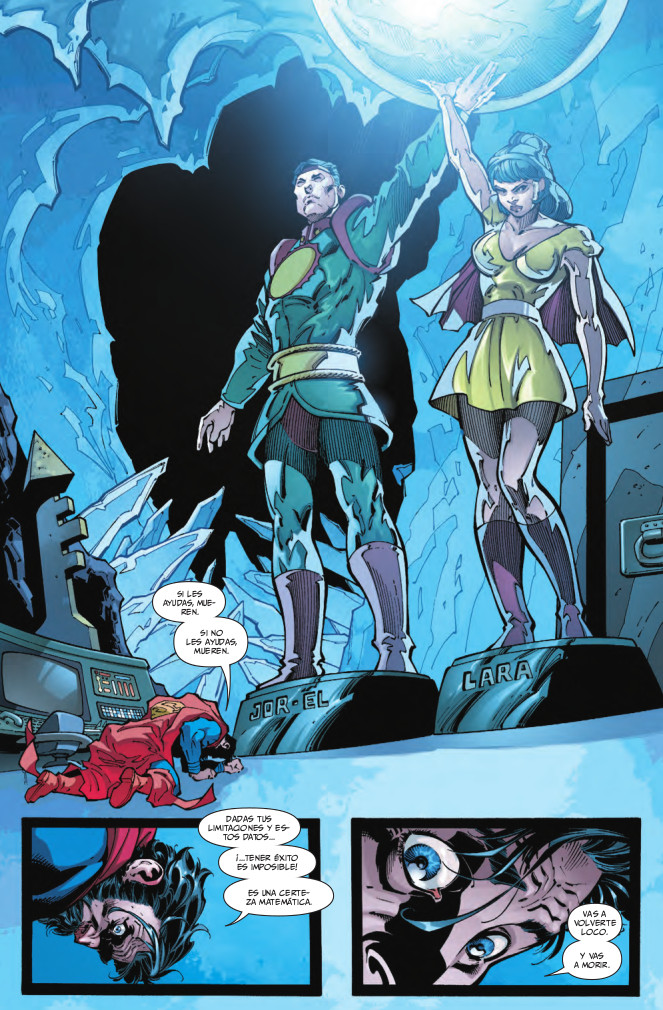 SI LES
AYUDAS, MUE-
REN.
SI NO
LES AYUDAS,
MUEREN.
JOR-EL
LARA
DADAS TUS
LIMITACIONES Y ES-
TOS DATOS...
¡...TENER ÉXITO
ES IMPOSIBLE!
ES UNA CERTE-
ZA MATEMÁTICA.
VAS A
VOLVERTE
LOCO.
Y VAS
A MORIR.